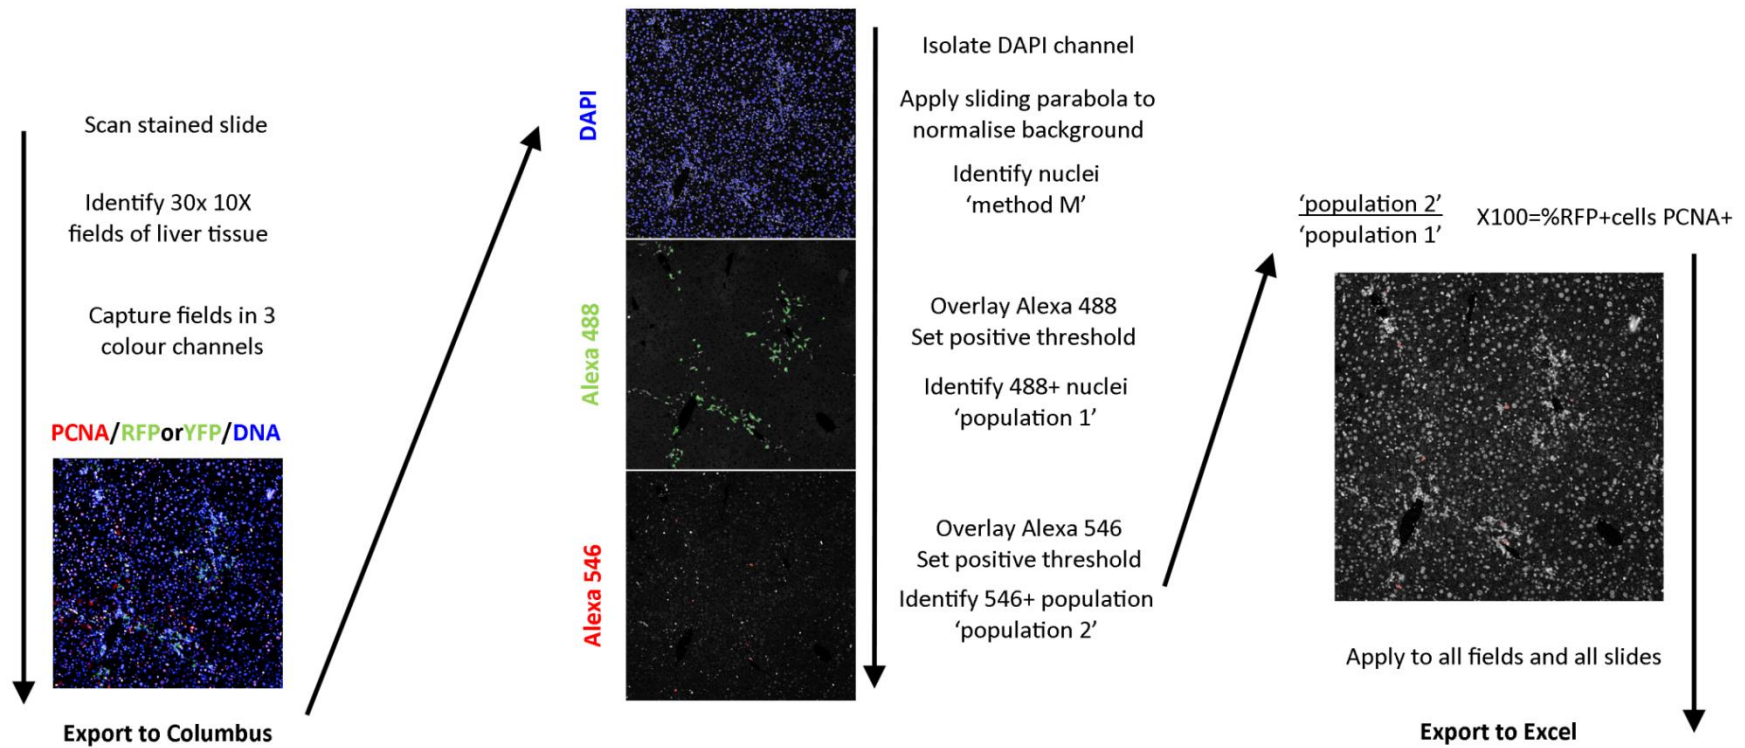 Scan stained slide
Identify 30x 10X
fields of liver tissue
Capture fields in 3
colour channels
PCNA/RFPorYFP/DNA
Export to Columbus
DAPI
Alexa 488
Alexa 546
Isolate DAPI channel
Apply sliding parabola to
normalise background
Identify nuclei
‘method M’
Overlay Alexa 488
Set positive threshold
Identify 488+ nuclei
‘population 1’
Overlay Alexa 546
Set positive threshold
Identify 546+ population
‘population 2’
‘population 2’
‘population 1’
X100=%RFP+cells PCNA+
Apply to all fields and all slides
Export to Excel